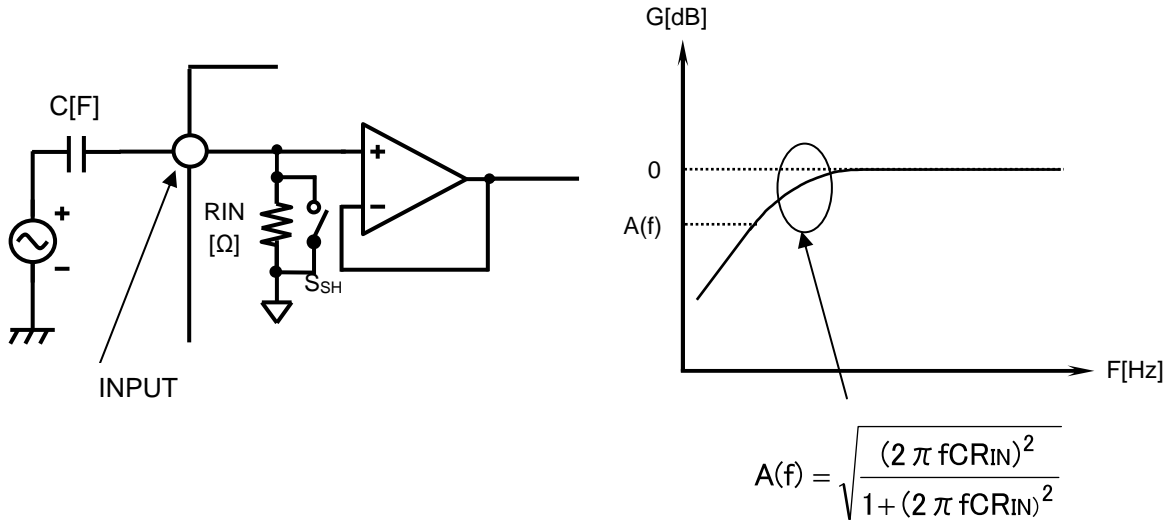 C[F]
+
−
INPUT
RIN
[Ω]
SSH
+
−
G[dB]
0
A(f)
F[Hz]
A(f) = √((2πfCRIN)² / (1+(2πfCRIN)²))